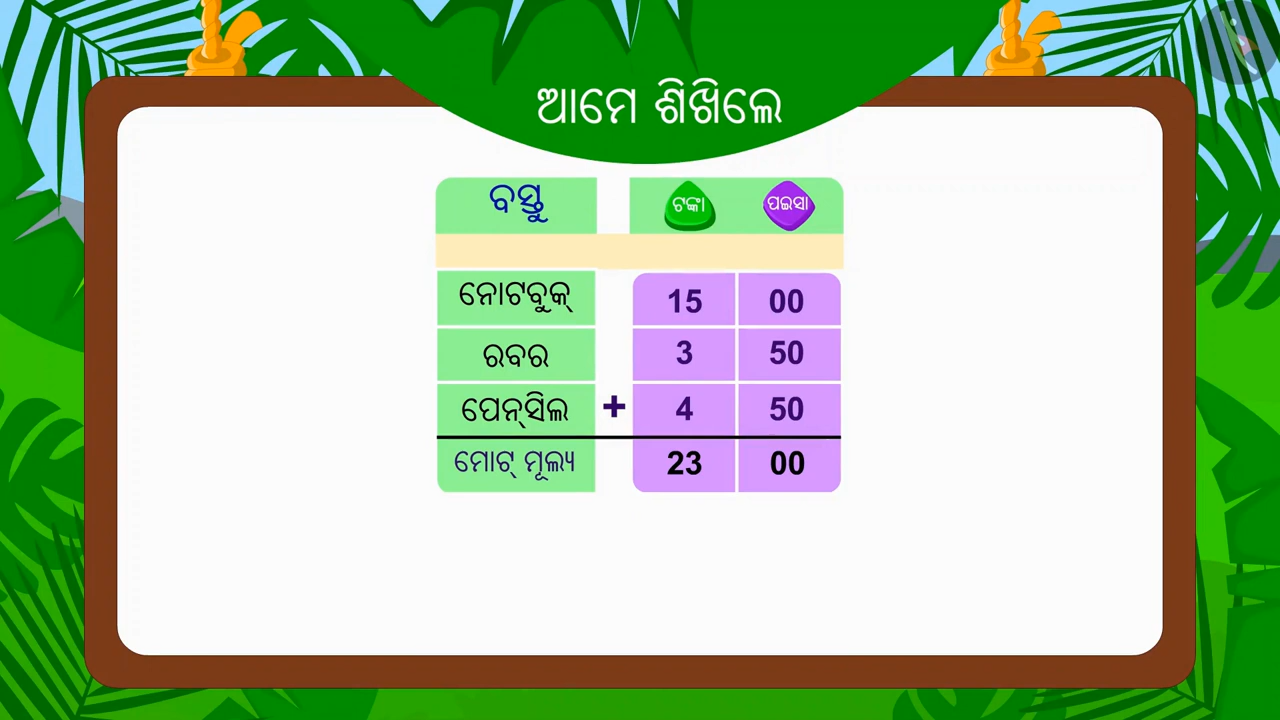 ଆମେ ଶିଖିଲେ
ବସ୍ତୁ ଟଙ୍କା ପଇସା
ନୋଟବୁକ୍ 15 00
ରବର 3 50
ପେନ୍‌ସିଲ + 4 50
ମୋଟ୍ ମୂଲ୍ୟ 23 00